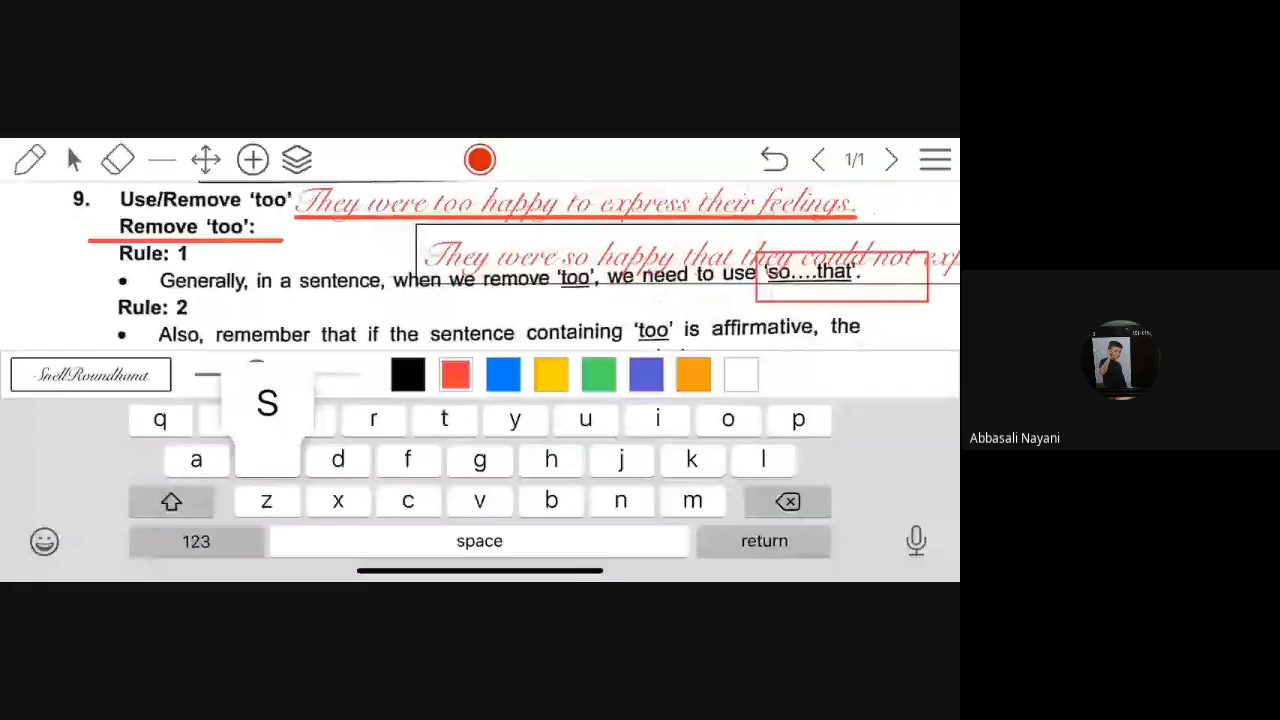 1/1
9. Use/Remove 'too' They were too happy to express their feelings.
Remove 'too':
Rule: 1
They were so happy that they could not exp
• Generally, in a sentence, when we remove 'too', we need to use 'so....that'.
Rule: 2
• Also, remember that if the sentence containing 'too' is affirmative, the
SnellRoundhand
S
q r t y u i o p
a d f g h j k l
z x c v b n m
123 space return
Abbasali Nayani